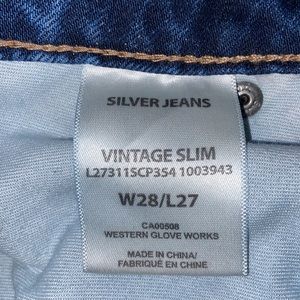 SILVER JEANS
VINTAGE SLIM
L27311SCP354 1003943
W28/L27
CA00508
WESTERN GLOVE WORKS
MADE IN CHINA/
FABRIQUÉ EN CHINE